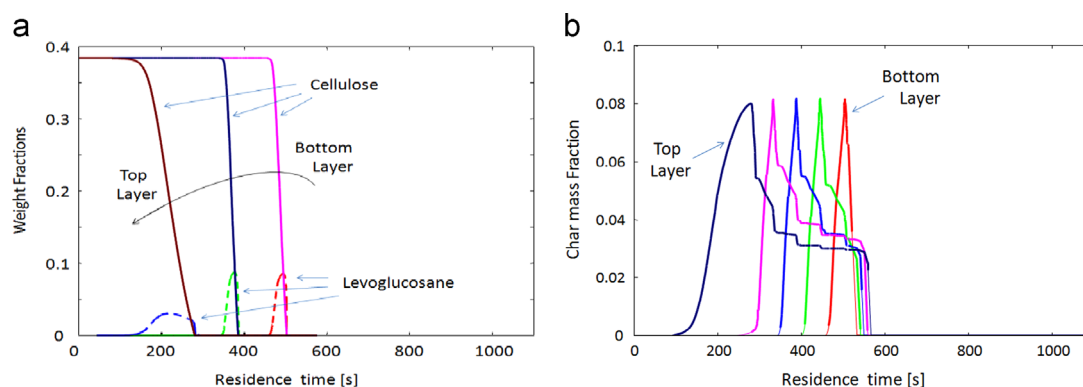 a
0.4
0.3
0.2
0.1
0
Weight Fractions
Cellulose
Bottom
Layer
Top
Layer
Levoglucosane
0 200 400 600 800 1000
Residence time [s]
b
0.1
0.08
0.06
0.04
0.02
0
Char mass Fraction
Bottom
Layer
Top
Layer
0 200 400 600 800 1000
Residence time [s]